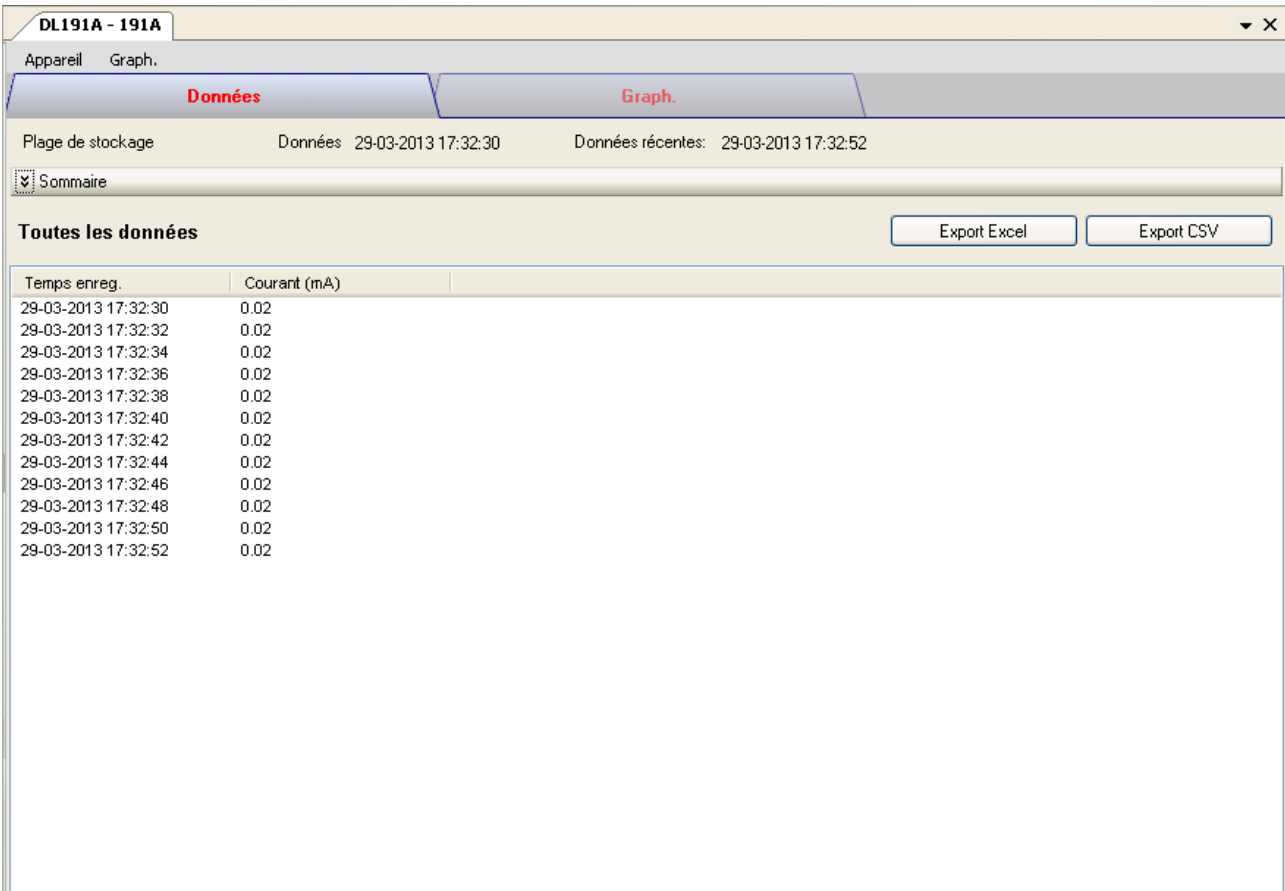 DL191A - 191A
Appareil Graph.
Données Graph.
Plage de stockage Données 29-03-2013 17:32:30 Données récentes: 29-03-2013 17:32:52
Sommaire
Toutes les données Export Excel Export CSV
Temps enreg. Courant (mA)
29-03-2013 17:32:30 0.02
29-03-2013 17:32:32 0.02
29-03-2013 17:32:34 0.02
29-03-2013 17:32:36 0.02
29-03-2013 17:32:38 0.02
29-03-2013 17:32:40 0.02
29-03-2013 17:32:42 0.02
29-03-2013 17:32:44 0.02
29-03-2013 17:32:46 0.02
29-03-2013 17:32:48 0.02
29-03-2013 17:32:50 0.02
29-03-2013 17:32:52 0.02